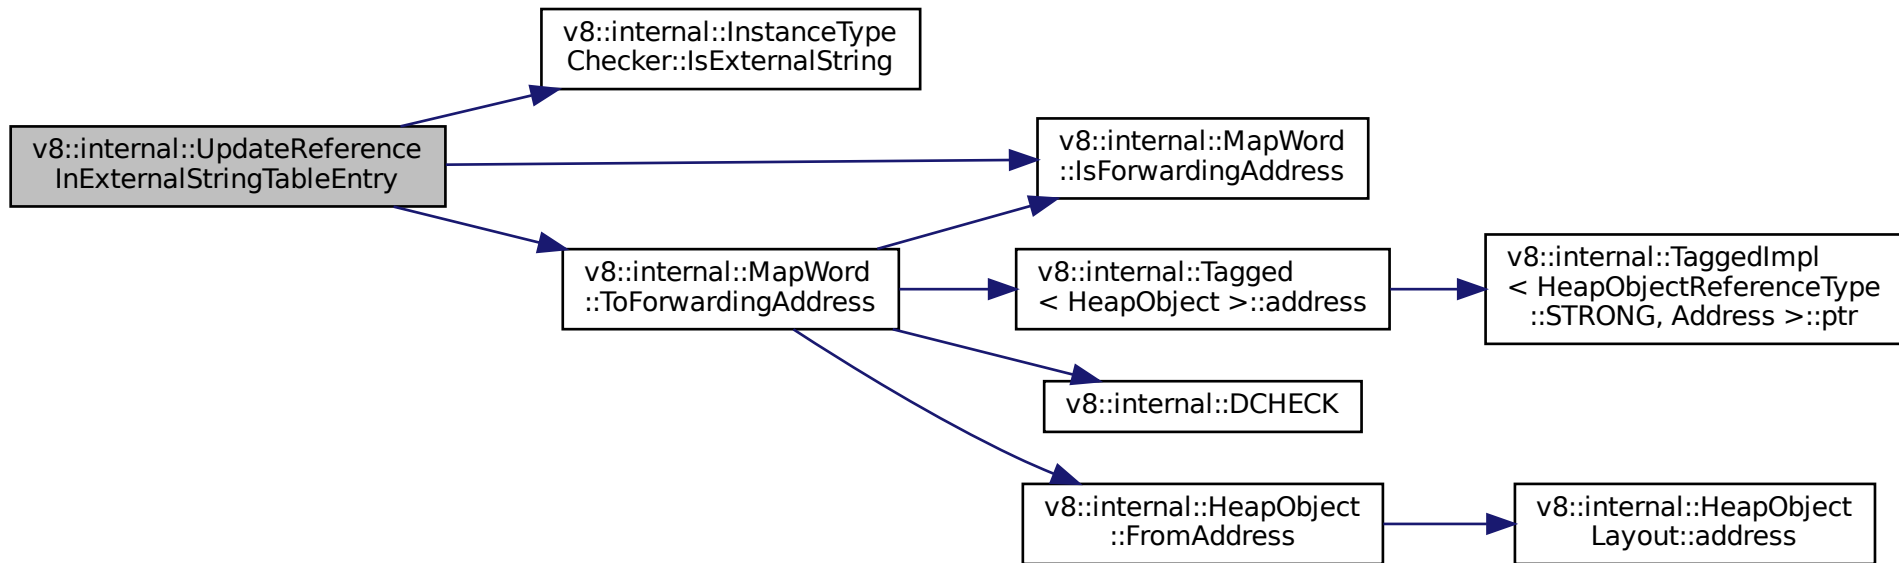 v8::internal::InstanceType
Checker::IsExternalString
v8::internal::UpdateReference
InExternalStringTableEntry
v8::internal::MapWord
::IsForwardingAddress
v8::internal::MapWord
::ToForwardingAddress
v8::internal::Tagged
< HeapObject >::address
v8::internal::TaggedImpl
< HeapObjectReferenceType
::STRONG, Address >::ptr
v8::internal::DCHECK
v8::internal::HeapObject
::FromAddress
v8::internal::HeapObject
Layout::address